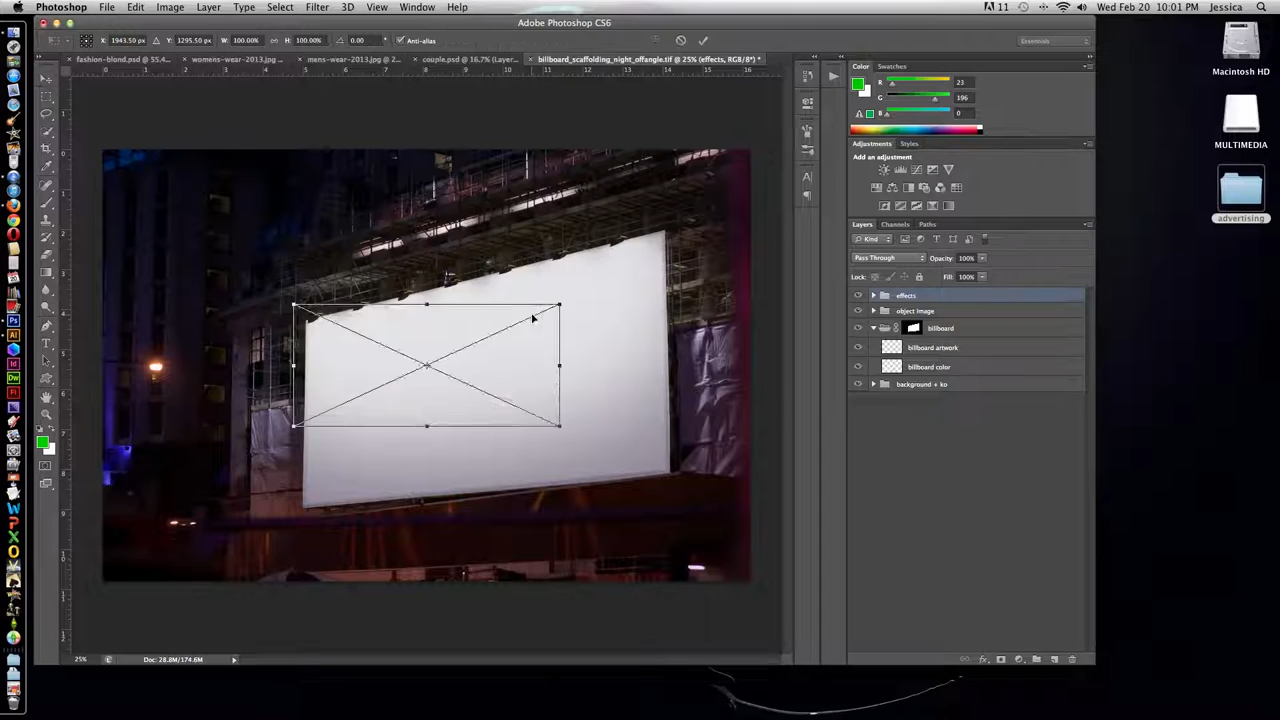 Photoshop File Edit Image Layer Type Select Filter 3D View Window Help
11 Wed Feb 20 10:01 PM Jessica
Adobe Photoshop CS6
X: 1943.50 px Y: 1295.50 px W: 100.00% H: 100.00% 0.00 ° Anti-alias Essentials
fashion-blond.psd @ 55.4... × womens-wear-2013.jpg ... × mens-wear-2013.jpg @ 2... × couple.psd @ 16.7% (Layer... × billboard_scaffolding_night_offangle.tif @ 25% (effects, RGB/8*) *
Color Swatches
R 23
G 196
B 0
Adjustments Styles
Add an adjustment
Layers Channels Paths
Kind
Pass Through Opacity: 100%
Lock: Fill: 100%
effects
object image
billboard
billboard artwork
billboard color
background + ko
25% Doc: 28.8M/174.6M
Macintosh HD
MULTIMEDIA
advertising